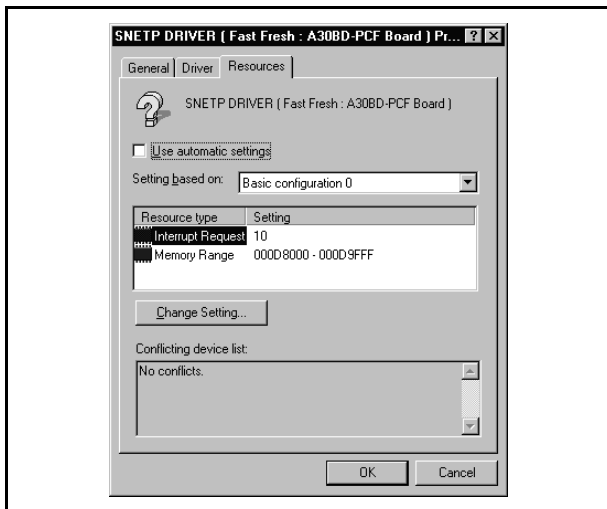 SNETP DRIVER ( Fast Fresh : A30BD-PCF Board ) Pr... ? X
General Driver Resources
SNETP DRIVER ( Fast Fresh : A30BD-PCF Board )
Use automatic settings
Setting based on: Basic configuration 0
Resource type Setting
Interrupt Request 10
Memory Range 000D8000 - 000D9FFF
Change Setting...
Conflicting device list:
No conflicts.
OK Cancel